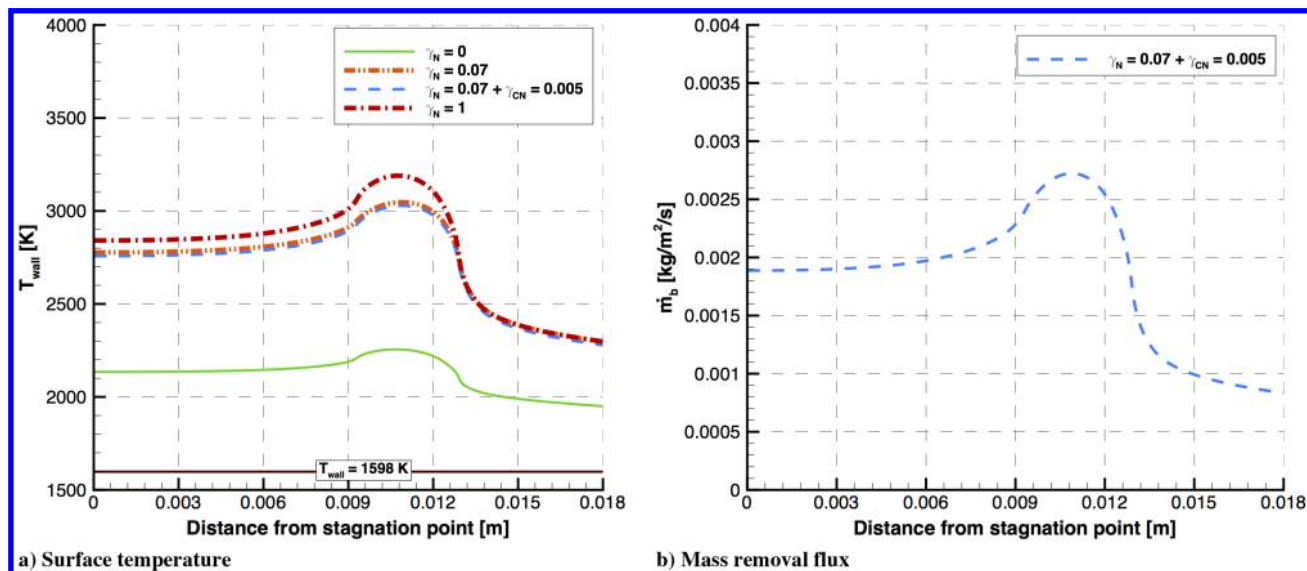 4000
3500
3000
2500
2000
1500
T_wall [K]
γ_N = 0
γ_N = 0.07
γ_N = 0.07 + γ_CN = 0.005
γ_N = 1
T_wall = 1598 K
0 0.003 0.006 0.009 0.012 0.015 0.018
Distance from stagnation point [m]
a) Surface temperature
0.004
0.0035
0.003
0.0025
0.002
0.0015
0.001
0.0005
0
ṁ_b [kg/m²/s]
γ_N = 0.07 + γ_CN = 0.005
0 0.003 0.006 0.009 0.012 0.015 0.018
Distance from stagnation point [m]
b) Mass removal flux